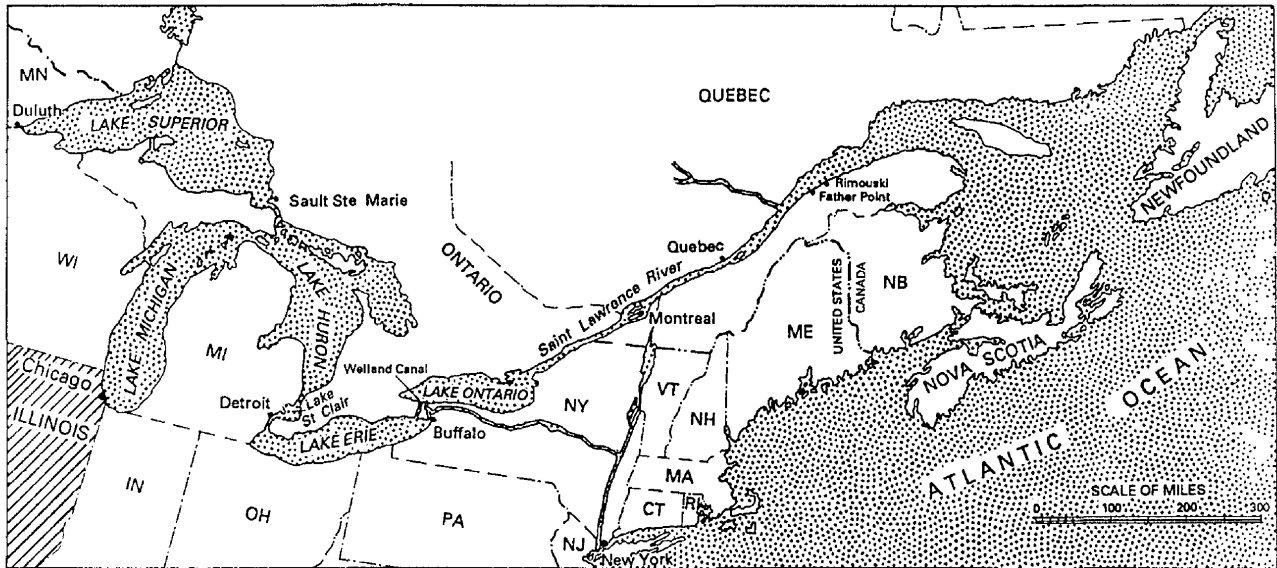 MN
Duluth
LAKE SUPERIOR
Sault Ste Marie
WI
LAKE MICHIGAN
MI
LAKE HURON
ONTARIO
QUEBEC
Rimouski
Father Point
Quebec
Saint Lawrence River
Montreal
NEWFOUNDLAND
UNITED STATES
CANADA
NB
ME
NOVA SCOTIA
Chicago
ILLINOIS
Welland Canal
LAKE ONTARIO
Detroit
Lake
St Clair
LAKE ERIE
Buffalo
NY
VT
NH
MA
CT
RI
IN
OH
PA
NJ
New York
ATLANTIC OCEAN
SCALE OF MILES
0 100 200 300